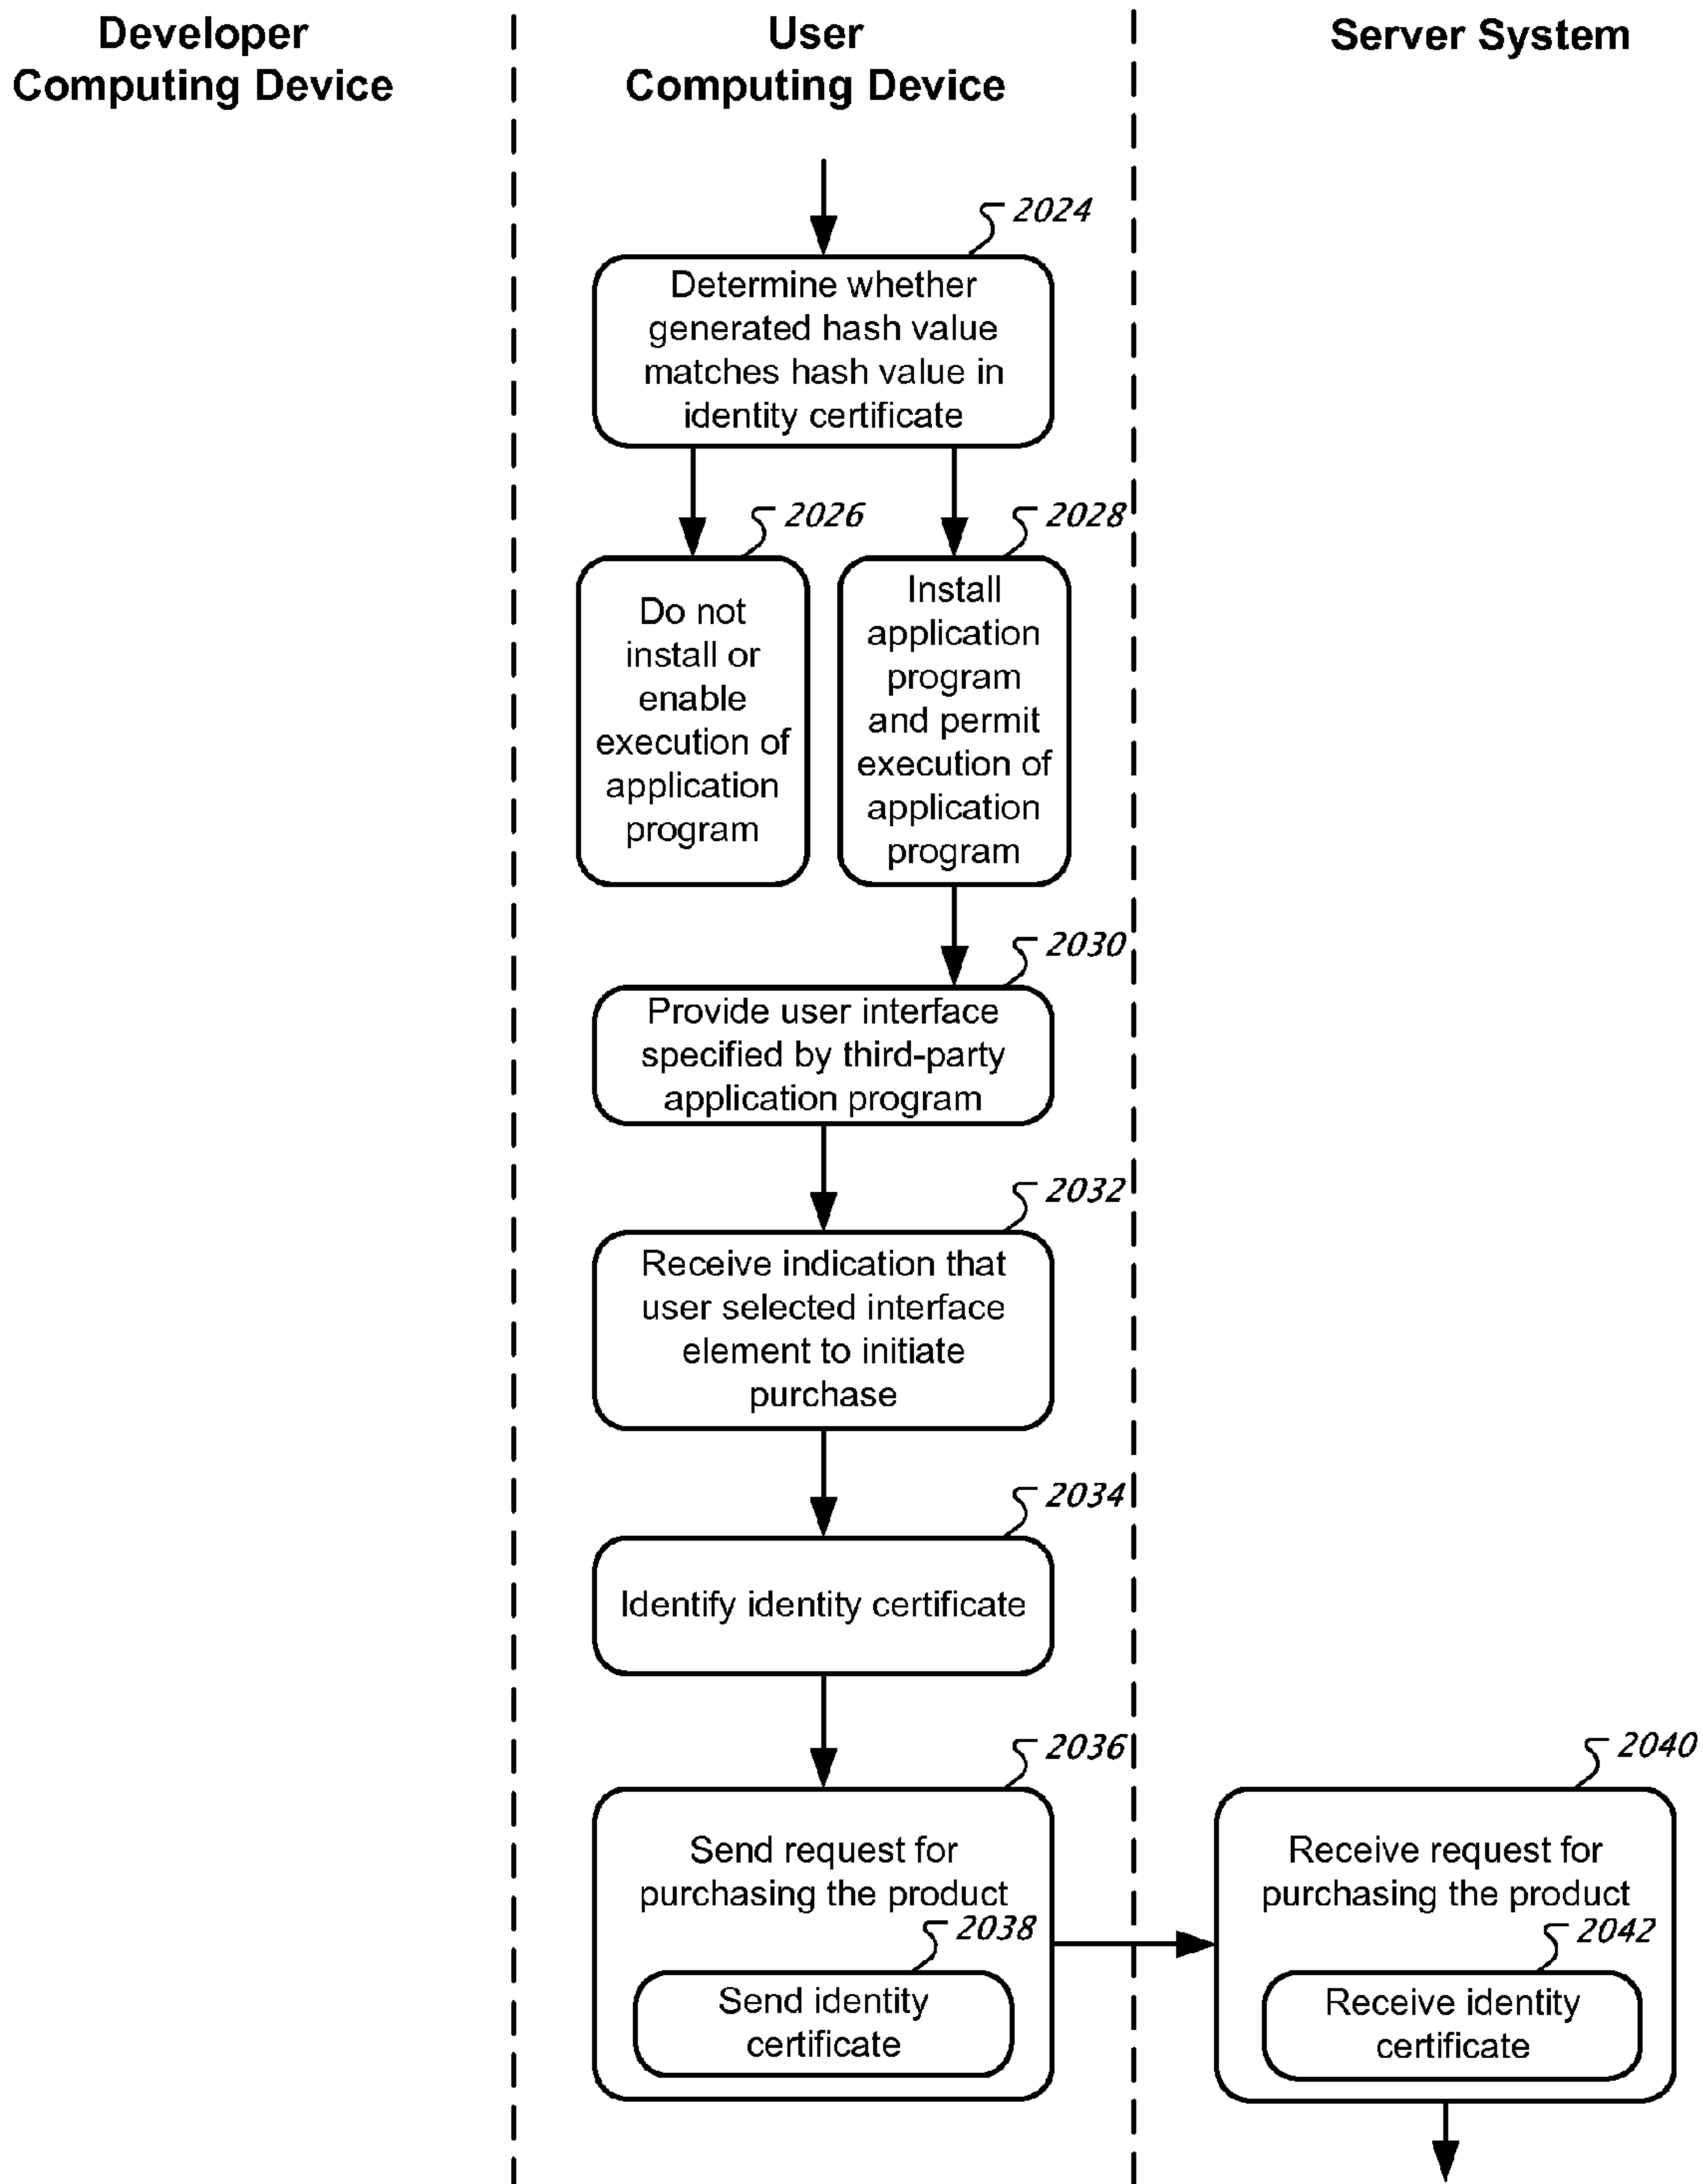 Developer
Computing Device
User
Computing Device
Server System
2024
Determine whether
generated hash value
matches hash value in
identity certificate
2026
Do not
install or
enable
execution of
application
program
2028
Install
application
program
and permit
execution of
application
program
2030
Provide user interface
specified by third-party
application program
2032
Receive indication that
user selected interface
element to initiate
purchase
2034
Identify identity certificate
2036
Send request for
purchasing the product
2038
Send identity
certificate
2040
Receive request for
purchasing the product
2042
Receive identity
certificate